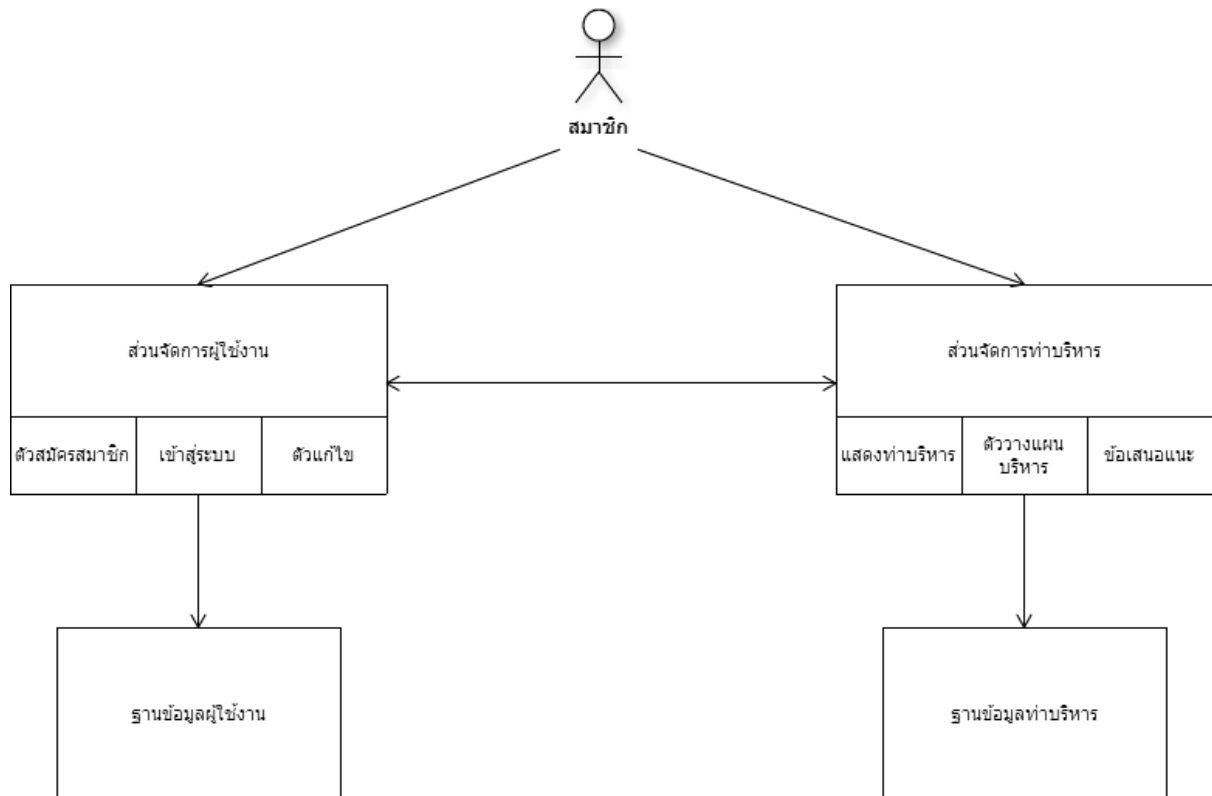 สมาชิก
ส่วนจัดการผู้ใช้งาน
ส่วนจัดการท่าบริหาร
ตัวสมัครสมาชิก
เข้าสู่ระบบ
ตัวแก้ไข
แสดงท่าบริหาร
ตัววางแผน
บริหาร
ข้อเสนอแนะ
ฐานข้อมูลผู้ใช้งาน
ฐานข้อมูลท่าบริหาร